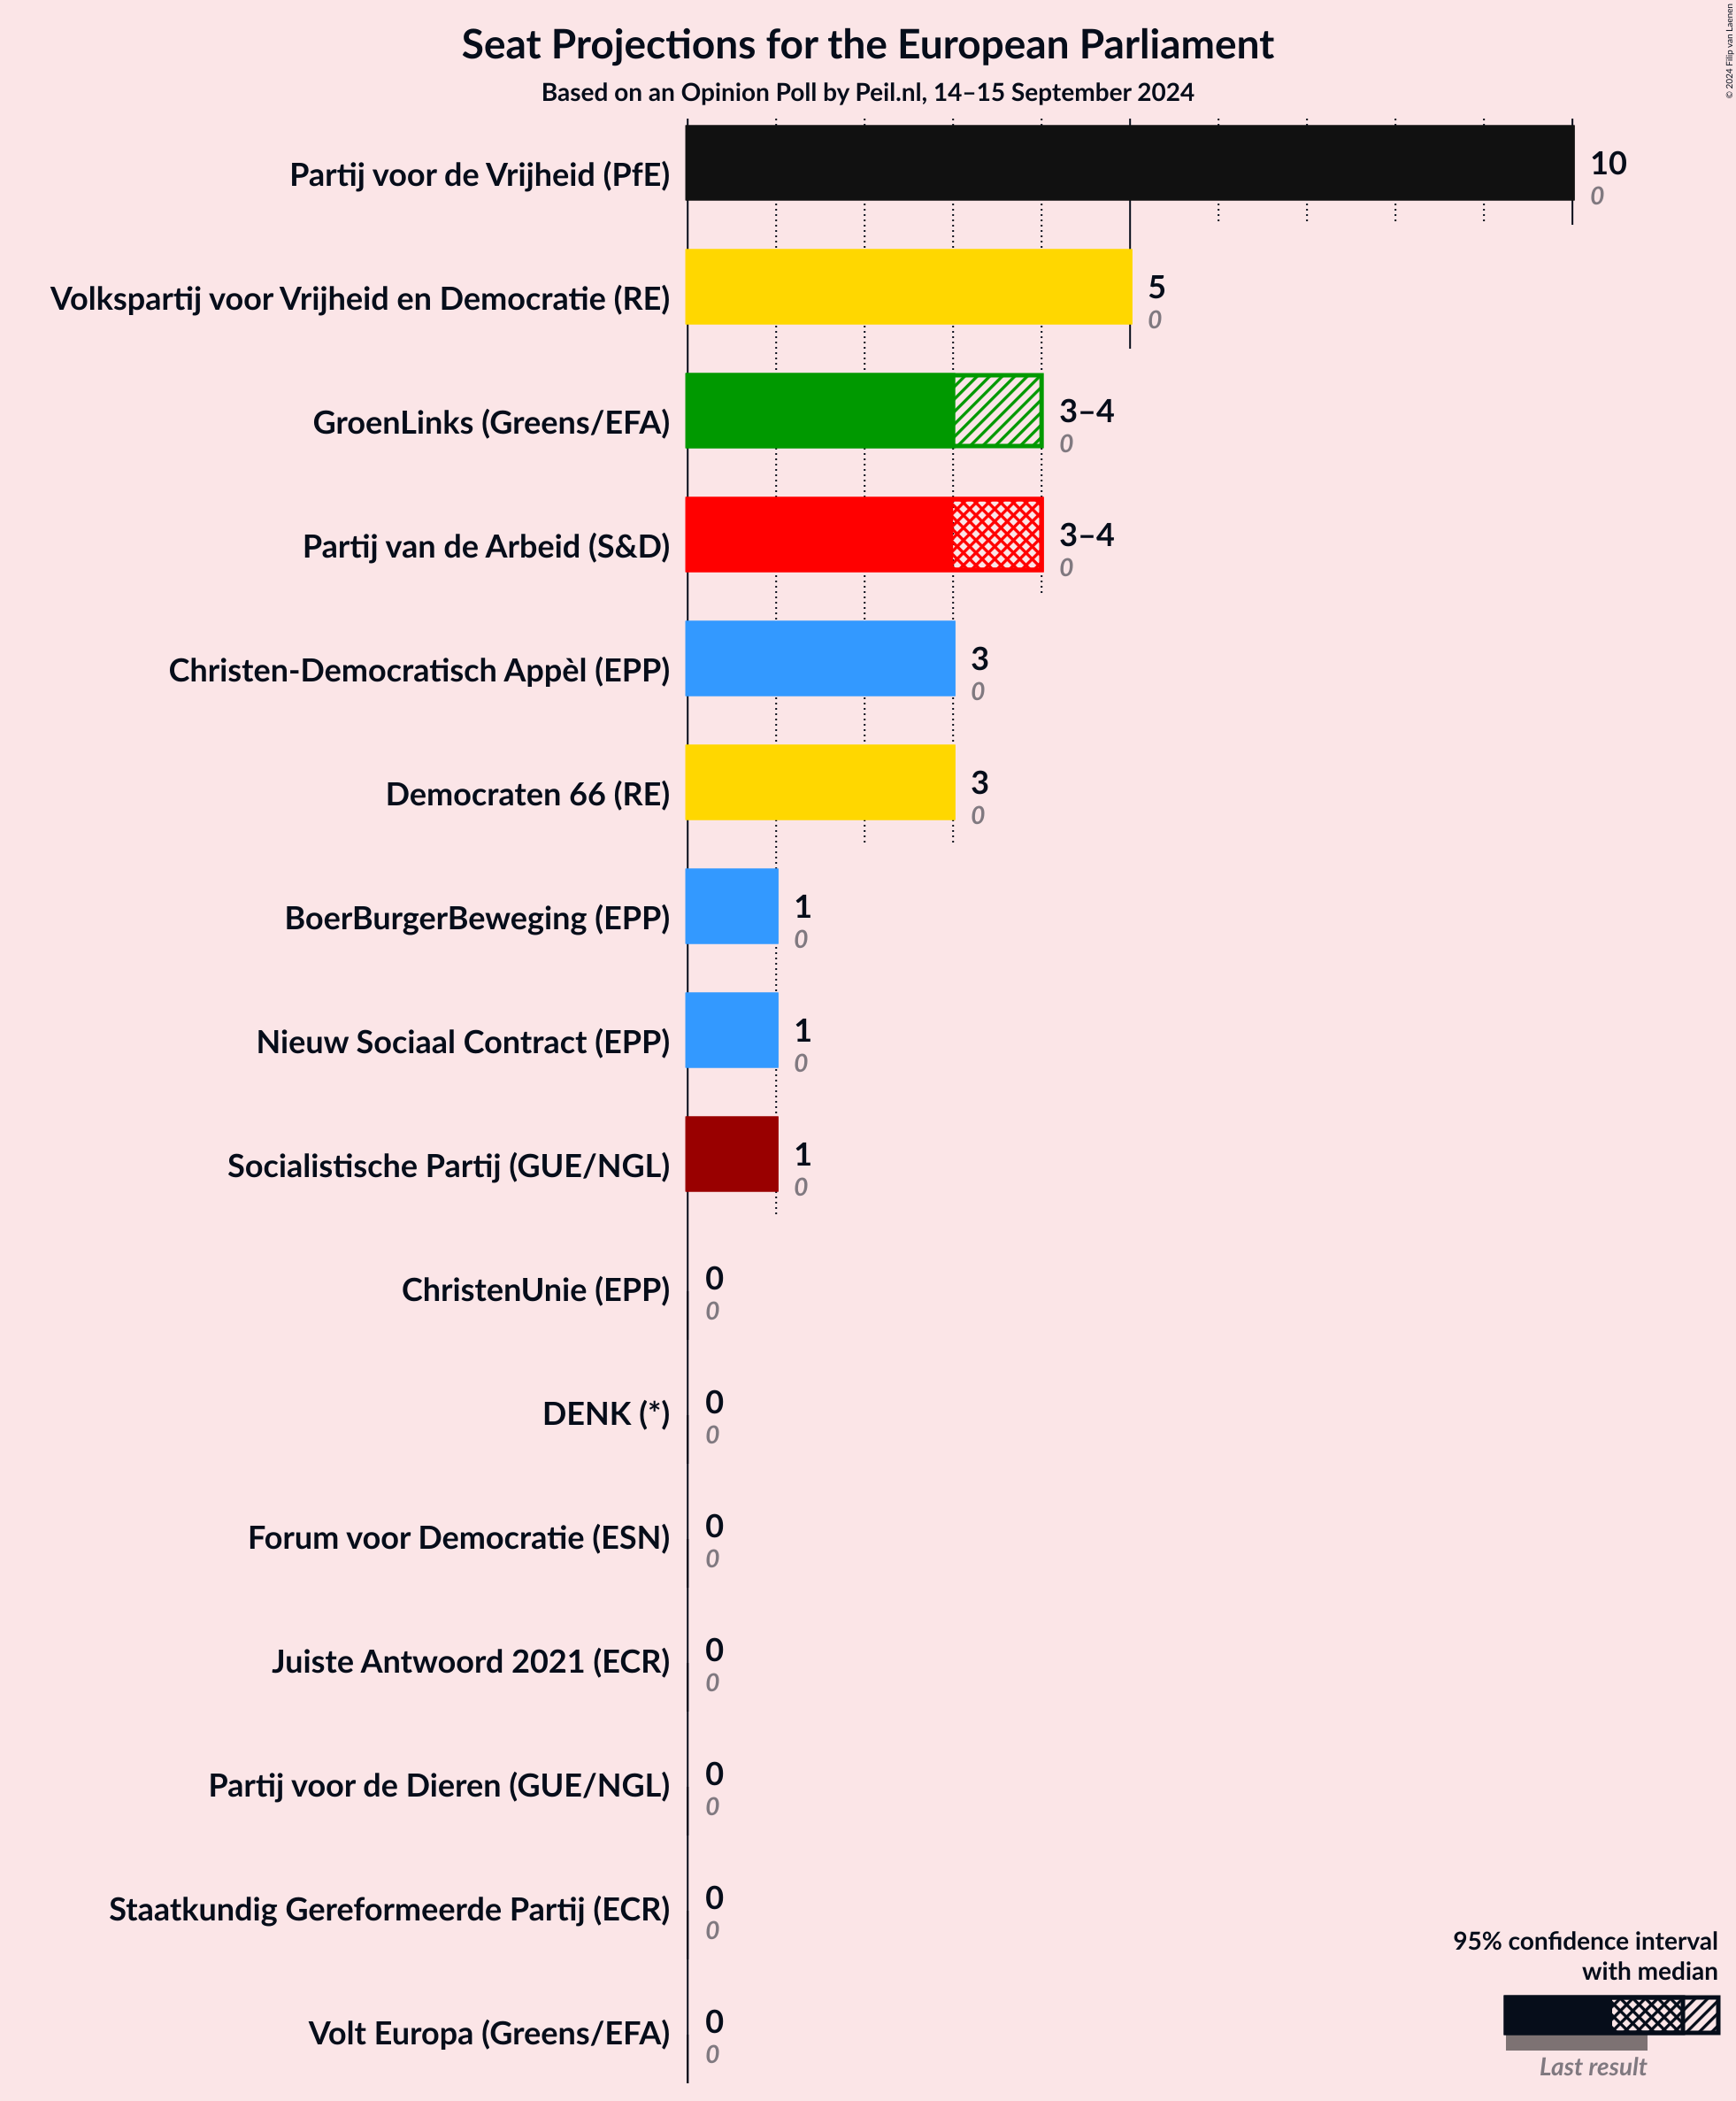 Seat Projections for the European Parliament
Based on an Opinion Poll by Peil.nl, 14–15 September 2024
© 2024 Filip van Laenen
Partij voor de Vrijheid (PfE)
10
0
Volkspartij voor Vrijheid en Democratie (RE)
5
0
GroenLinks (Greens/EFA)
3–4
0
Partij van de Arbeid (S&D)
3–4
0
Christen-Democratisch Appèl (EPP)
3
0
Democraten 66 (RE)
3
0
BoerBurgerBeweging (EPP)
1
0
Nieuw Sociaal Contract (EPP)
1
0
Socialistische Partij (GUE/NGL)
1
0
ChristenUnie (EPP)
0
0
DENK (*)
0
0
Forum voor Democratie (ESN)
0
0
Juiste Antwoord 2021 (ECR)
0
0
Partij voor de Dieren (GUE/NGL)
0
0
Staatkundig Gereformeerde Partij (ECR)
0
0
Volt Europa (Greens/EFA)
0
0
95% confidence interval
with median
Last result